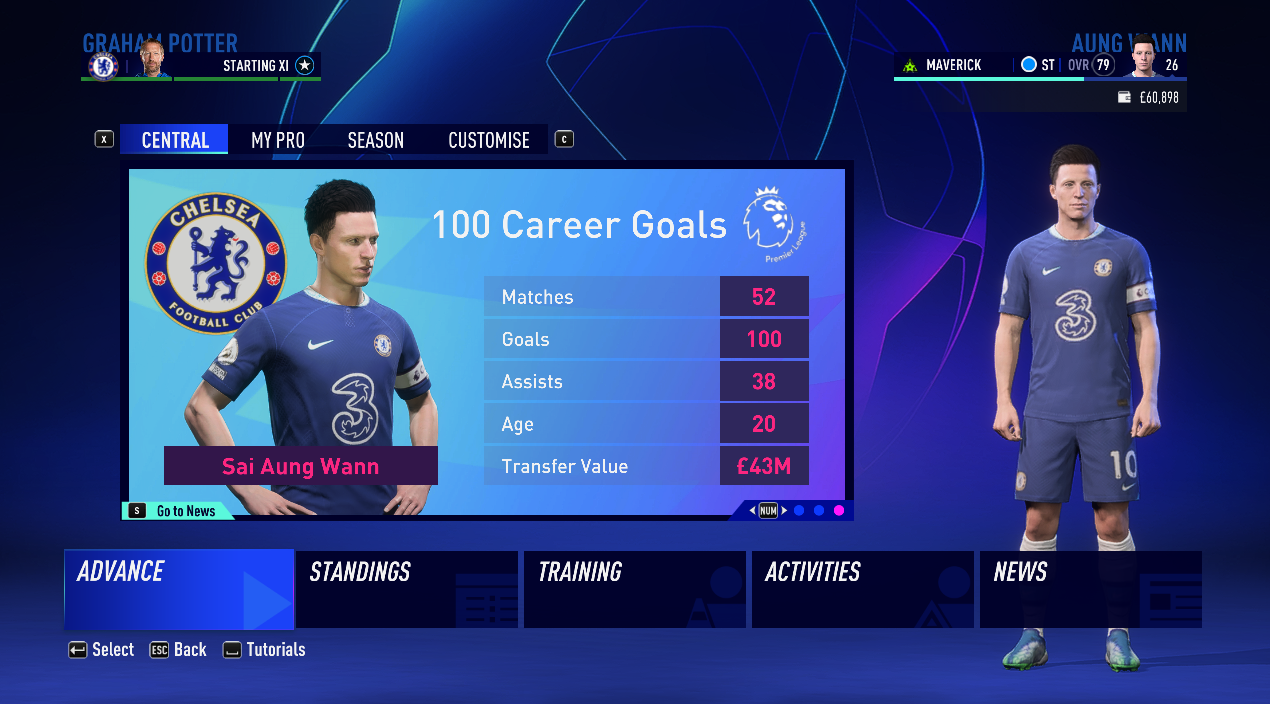 GRAHAM POTTER
STARTING XI
AUNG WANN
MAVERICK
ST
OVR 79
26
£60,898
X
CENTRAL
MY PRO
SEASON
CUSTOMISE
C
CHELSEA
FOOTBALL CLUB
100 Career Goals
Premier League
Matches 52
Goals 100
Assists 38
Age 20
Transfer Value £43M
3
Sai Aung Wann
S Go to News
NUM
3
10
ADVANCE
STANDINGS
TRAINING
ACTIVITIES
NEWS
Select
ESC Back
Tutorials